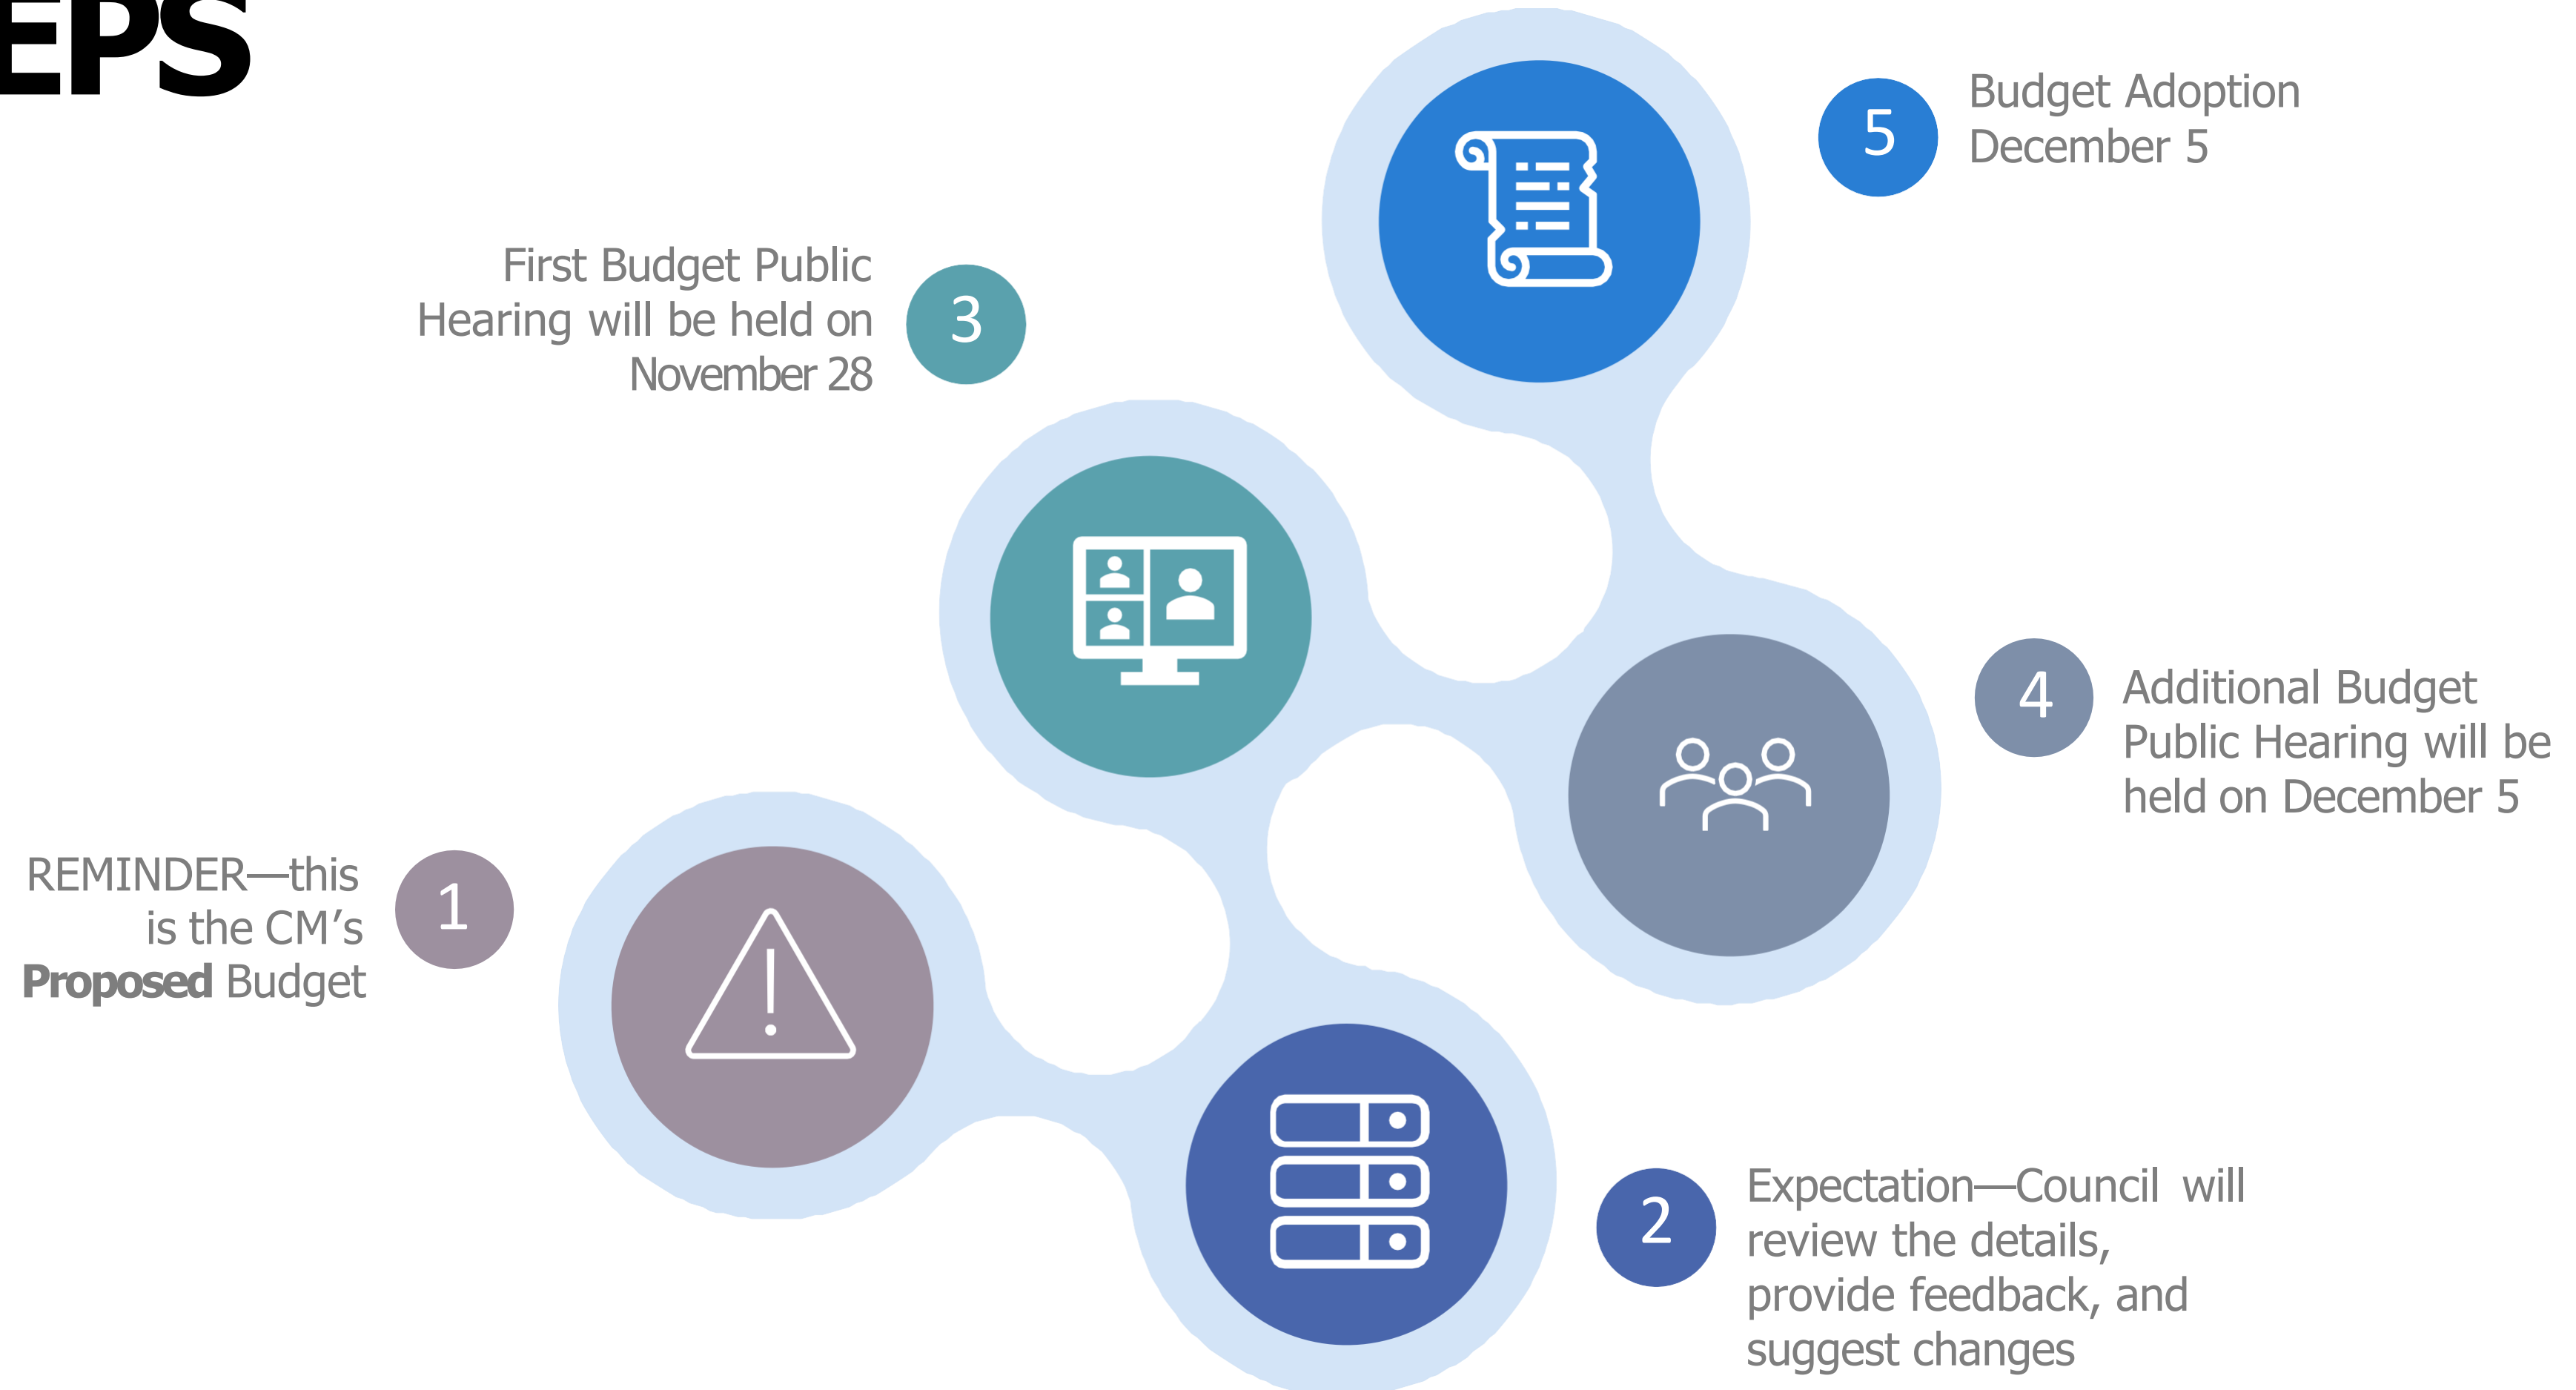 EPS
5
Budget Adoption
December 5
First Budget Public
Hearing will be held on
November 28
3
4
Additional Budget
Public Hearing will be
held on December 5
REMINDER—this
is the CM’s
Proposed Budget
1
2
Expectation—Council will
review the details,
provide feedback, and
suggest changes